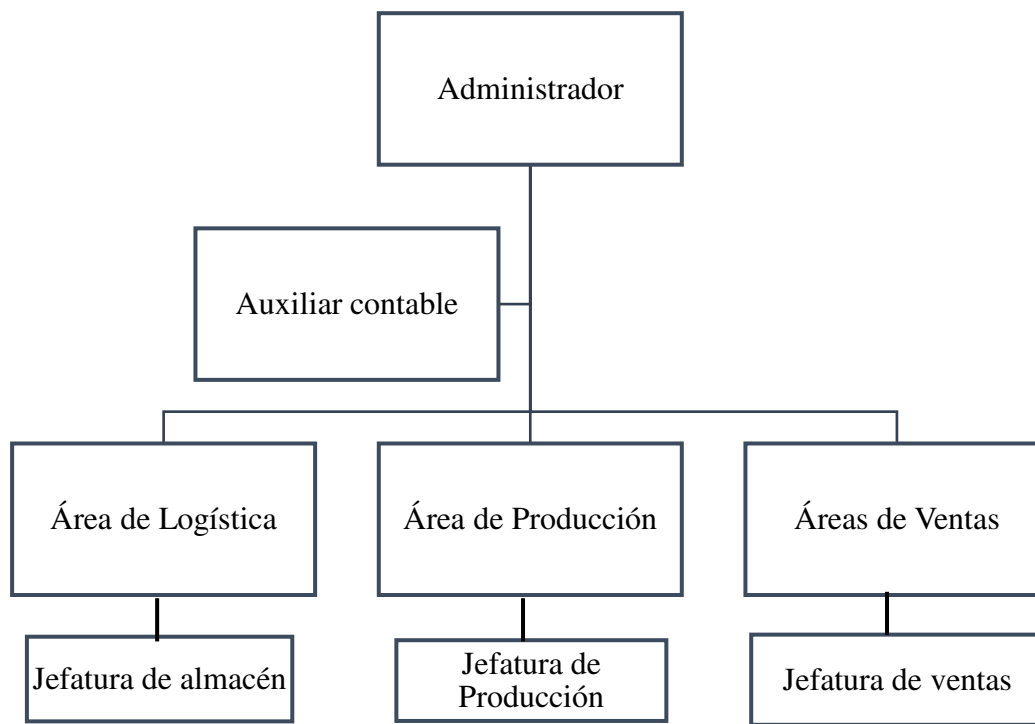 Administrador
Auxiliar contable
Área de Logística
Área de Producción
Áreas de Ventas
Jefatura de almacén
Jefatura de
Producción
Jefatura de ventas